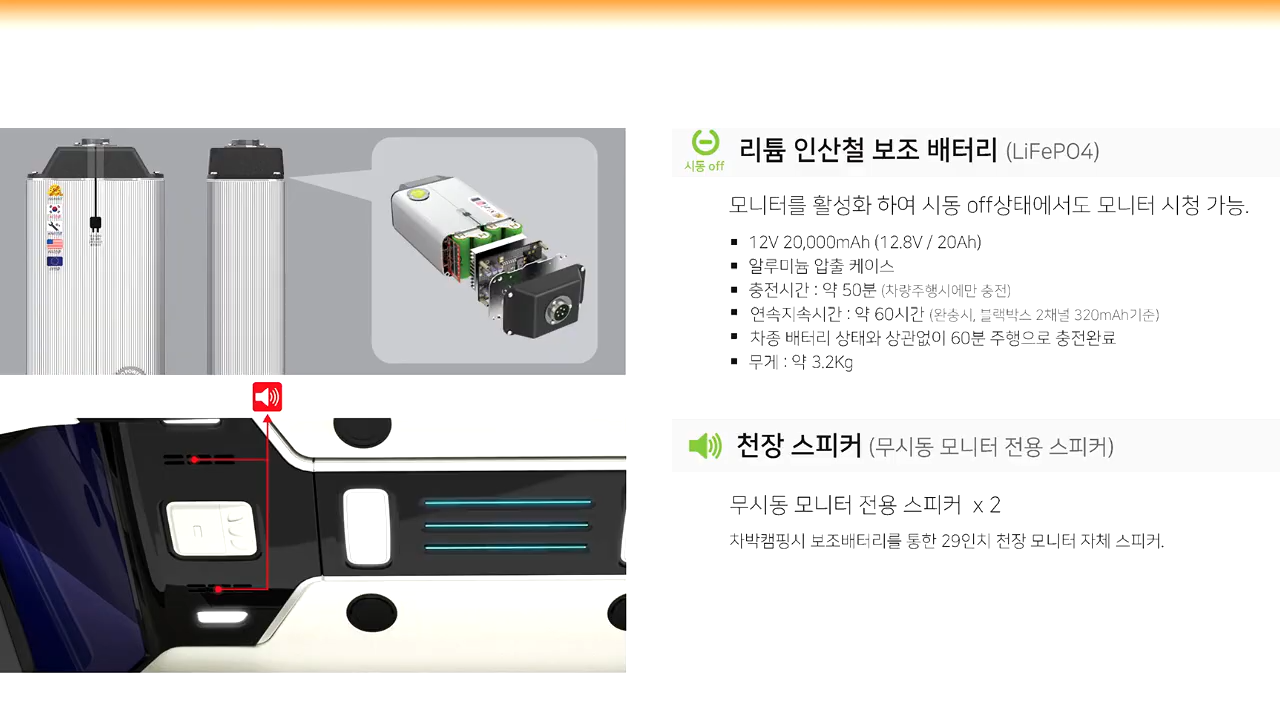 시동 off
리튬 인산철 보조 배터리 (LiFePO4)
모니터를 활성화 하여 시동 off상태에서도 모니터 시청 가능.
▪ 12V 20,000mAh (12.8V / 20Ah)
▪ 알루미늄 압출 케이스
▪ 충전시간 : 약 50분 (차량주행시에만 충전)
▪ 연속지속시간 : 약 60시간 (완충시, 블랙박스 2채널 320mAh기준)
▪ 차종 배터리 상태와 상관없이 60분 주행으로 충전완료
▪ 무게 : 약 3.2Kg
천장 스피커 (무시동 모니터 전용 스피커)
무시동 모니터 전용 스피커 x 2
차박캠핑시 보조배터리를 통한 29인치 천장 모니터 자체 스피커.